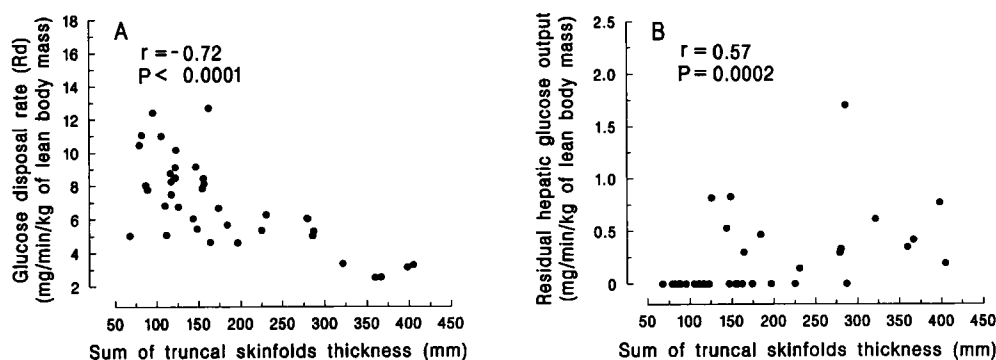 A
r = -0.72
P < 0.0001
Glucose disposal rate (Rd)
(mg/min/kg of lean body mass)
18
16
14
12
10
8
6
4
2
50 100 150 200 250 300 350 400 450
Sum of truncal skinfolds thickness (mm)
B
r = 0.57
P = 0.0002
Residual hepatic glucose output
(mg/min/kg of lean body mass)
2.5
2.0
1.5
1.0
0.5
0
50 100 150 200 250 300 350 400 450
Sum of truncal skinfolds thickness (mm)